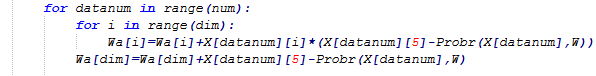 for datanum in range(num):
    for i in range(dim):
        Wa[i]=Wa[i]+X[datanum][i]*(X[datanum][5]-Probr(X[datanum],W))
    Wa[dim]=Wa[dim]+X[datanum][5]-Probr(X[datanum],W)